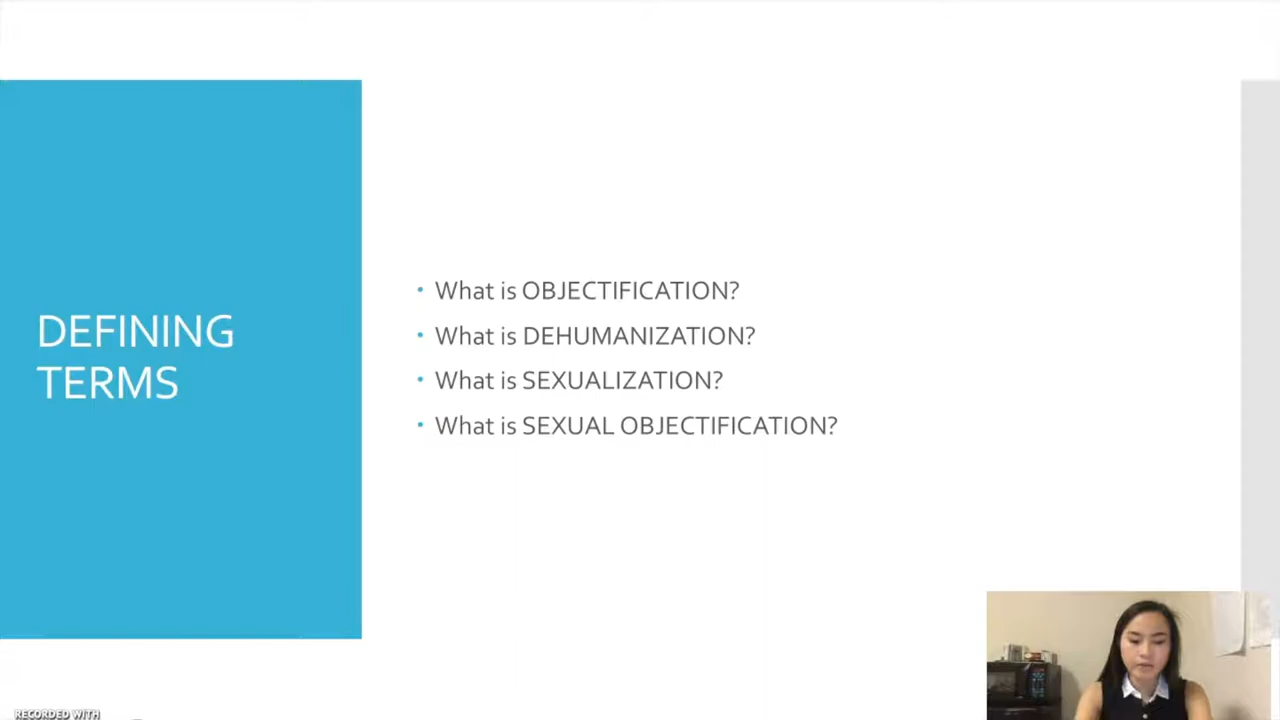 DEFINING
TERMS
• What is OBJECTIFICATION?
• What is DEHUMANIZATION?
• What is SEXUALIZATION?
• What is SEXUAL OBJECTIFICATION?
RECORDED WITH